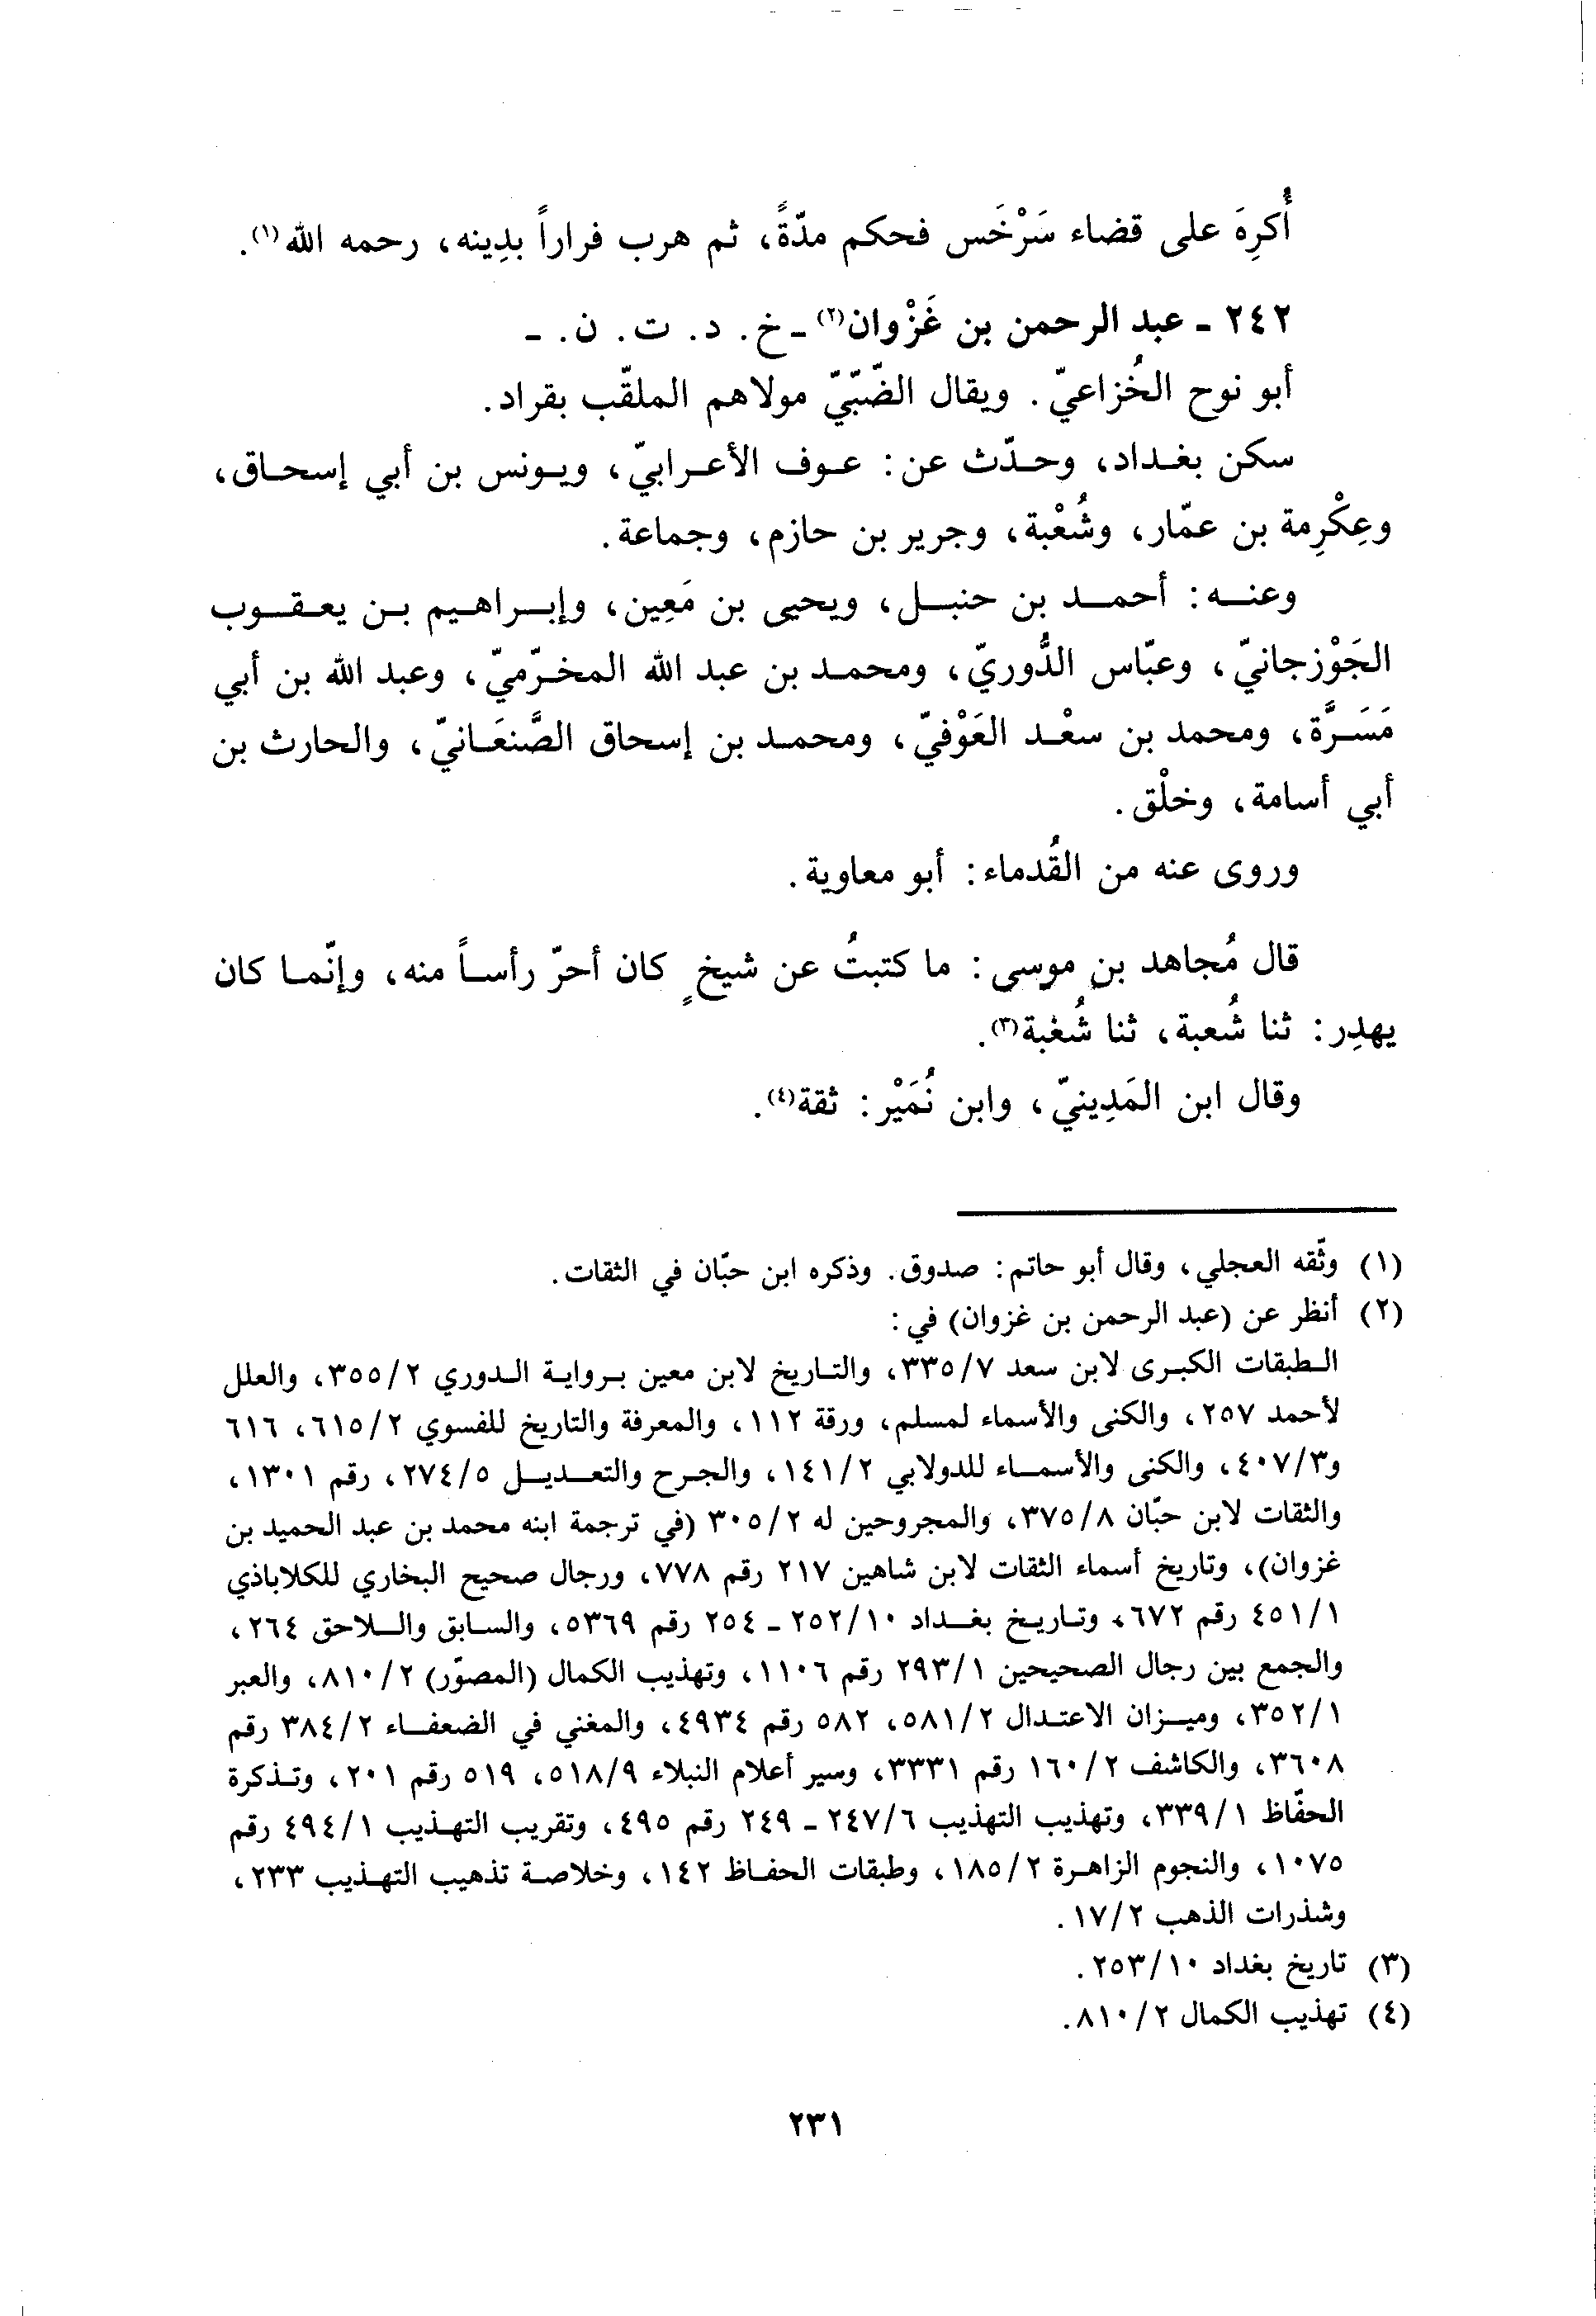 أُكرِهَ على قضاء سَرْخَس فحكم مدّةً، ثم هرب فراراً بدِينه، رحمه الله(١).
٢٤٢ - عبد الرحمن بن غَزْوان(٢) - خ. د. ت. ن. -
أبو نوح الخُزاعيّ. ويقال الضّبّيّ مولاهم الملقّب بقراد.
سكن بغداد، وحدّث عن: عوف الأعرابيّ، ويونس بن أبي إسحاق،
وعِكْرِمة بن عمّار، وشُعْبة، وجرير بن حازم، وجماعة.
وعنه: أحمد بن حنبل، ويحيى بن مَعِين، وإبراهيم بن يعقوب
الجَوْزجانيّ، وعبّاس الدُّوريّ، ومحمد بن عبد الله المخرّميّ، وعبد الله بن أبي
مَسَرَّة، ومحمد بن سعْد العَوْفيّ، ومحمد بن إسحاق الصَّنعَانيّ، والحارث بن
أبي أسامة، وخلْق.
وروى عنه من القُدماء: أبو معاوية.
قال مُجاهد بن موسى: ما كتبتُ عن شيخٍ كان أحرّ رأساً منه، وإنّما كان
يهدِر: ثنا شُعبة، ثنا شُغبة(٣).
وقال ابن المَدِينيّ، وابن نُمَيْر: ثقة(٤).
(١) وثّقه العجلي، وقال أبو حاتم: صدوق. وذكره ابن حبّان في الثقات.
(٢) أنظر عن (عبد الرحمن بن غزوان) في:
الطبقات الكبرى لابن سعد ٣٣٥/٧، والتاريخ لابن معين برواية الدوري ٣٥٥/٢، والعلل
لأحمد ٢٥٧، والكنى والأسماء لمسلم، ورقة ١١٢، والمعرفة والتاريخ للفسوي ٦١٥/٢، ٦١٦
و٤٠٧/٣، والكنى والأسماء للدولابي ١٤١/٢، والجرح والتعديل ٢٧٤/٥، رقم ١٣٠١،
والثقات لابن حبّان ٣٧٥/٨، والمجروحين له ٣٠٥/٢ (في ترجمة ابنه محمد بن عبد الحميد بن
غزوان)، وتاريخ أسماء الثقات لابن شاهين ٢١٧ رقم ٧٧٨، ورجال صحيح البخاري للكلاباذي
٤٥١/١ رقم ٦٧٢، وتاريخ بغداد ٢٥٢/١٠ - ٢٥٤ رقم ٥٣٦٩، والسابق واللاحق ٢٦٤،
والجمع بين رجال الصحيحين ٢٩٣/١ رقم ١١٠٦، وتهذيب الكمال (المصوّر) ٨١٠/٢، والعبر
٣٥٢/١، وميزان الاعتدال ٥٨١/٢، ٥٨٢ رقم ٤٩٣٤، والمغني في الضعفاء ٣٨٤/٢ رقم
٣٦٠٨، والكاشف ١٦٠/٢ رقم ٣٣٣١، وسير أعلام النبلاء ٥١٨/٩، ٥١٩ رقم ٢٠١، وتذكرة
الحفّاظ ٣٣٩/١، وتهذيب التهذيب ٢٤٧/٦ - ٢٤٩ رقم ٤٩٥، وتقريب التهذيب ٤٩٤/١ رقم
١٠٧٥، والنجوم الزاهرة ١٨٥/٢، وطبقات الحفاظ ١٤٢، وخلاصة تذهيب التهذيب ٢٣٣،
وشذرات الذهب ١٧/٢.
(٣) تاريخ بغداد ٢٥٣/١٠.
(٤) تهذيب الكمال ٨١٠/٢.
٢٣١